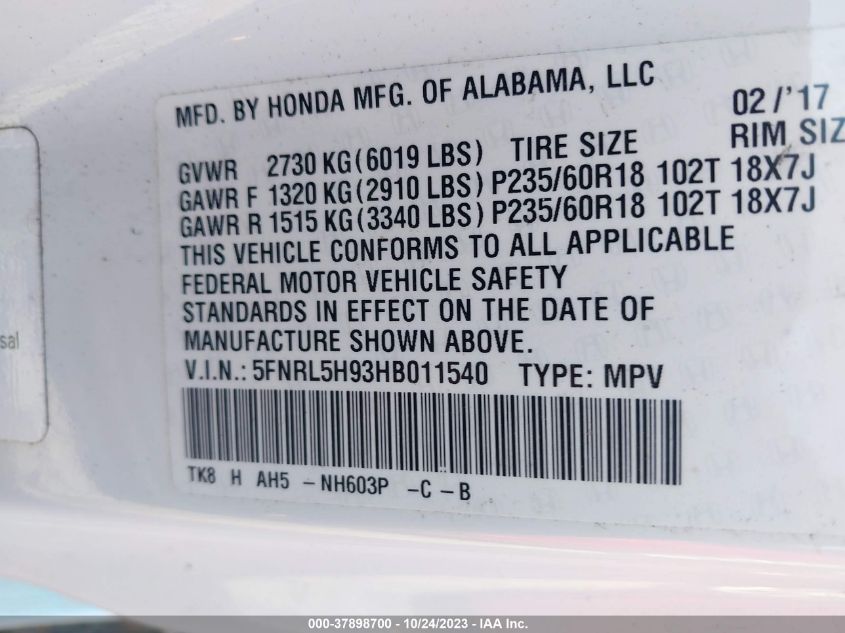 MFD. BY HONDA MFG. OF ALABAMA, LLC 02/'17
GVWR 2730 KG(6019 LBS) TIRE SIZE RIM SIZ
GAWR F 1320 KG(2910 LBS) P235/60R18 102T 18X7J
GAWR R 1515 KG(3340 LBS) P235/60R18 102T 18X7J
THIS VEHICLE CONFORMS TO ALL APPLICABLE
FEDERAL MOTOR VEHICLE SAFETY
STANDARDS IN EFFECT ON THE DATE OF
MANUFACTURE SHOWN ABOVE.
V.I.N.: 5FNRL5H93HB011540 TYPE: MPV
TK8 H AH5 -NH603P -C -B
sal
000-37898700 - 10/24/2023 - IAA Inc.